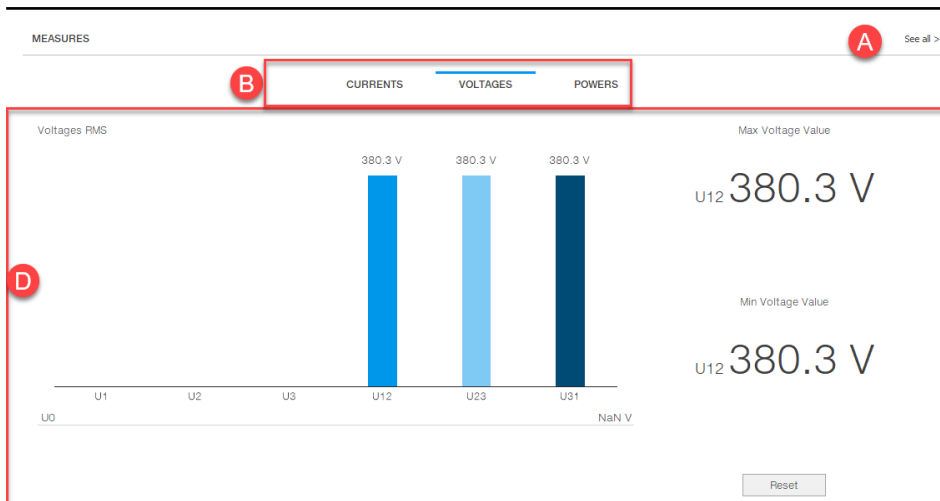 MEASURES
A
See all >
B
CURRENTS VOLTAGES POWERS
Voltages RMS
Max Voltage Value
380.3 V 380.3 V 380.3 V
U12 380.3 V
D
Min Voltage Value
U12 380.3 V
U1 U2 U3 U12 U23 U31
U0 NaN V
Reset